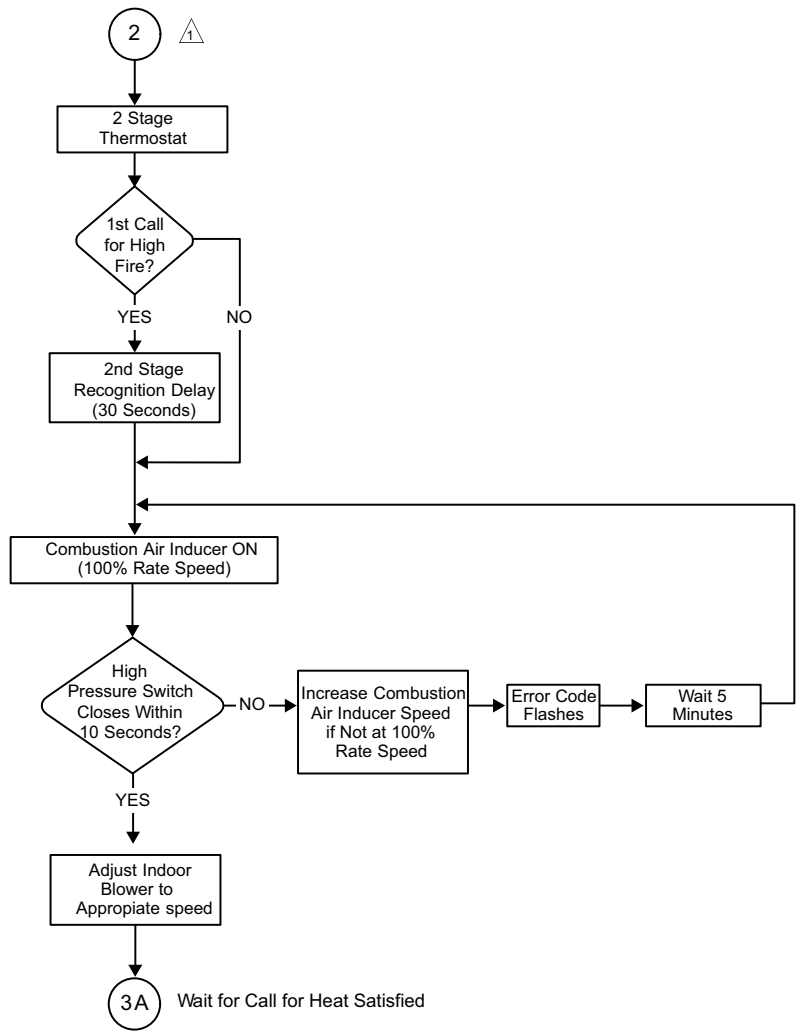 2
1
2 Stage
Thermostat
1st Call
for High
Fire?
YES
NO
2nd Stage
Recognition Delay
(30 Seconds)
Combustion Air Inducer ON
(100% Rate Speed)
High
Pressure Switch
Closes Within
10 Seconds?
NO
Increase Combustion
Air Inducer Speed
if Not at 100%
Rate Speed
Error Code
Flashes
Wait 5
Minutes
YES
Adjust Indoor
Blower to
Appropiate speed
3A
Wait for Call for Heat Satisfied